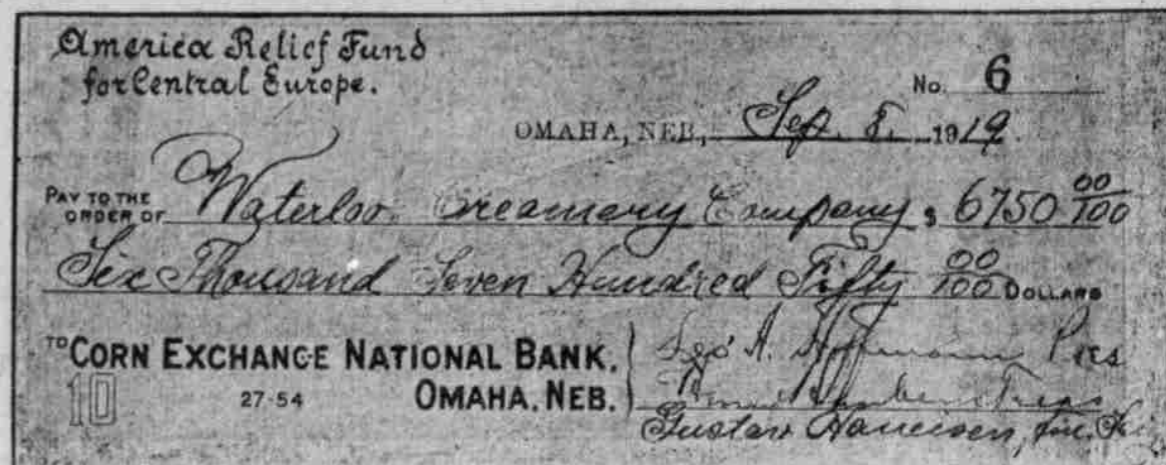 America Relief Fund
for Central Europe.
No. 6
OMAHA, NEB., Sep. 8. 1919.
PAY TO THE ORDER OF Waterloo Creamery Company $ 6750 00/100
Six Thousand Seven Hundred Fifty 00/100 DOLLARS
TO CORN EXCHANGE NATIONAL BANK,
10 27-54 OMAHA, NEB.
Geo A. Hoffmann Pres
Treas
Gustav